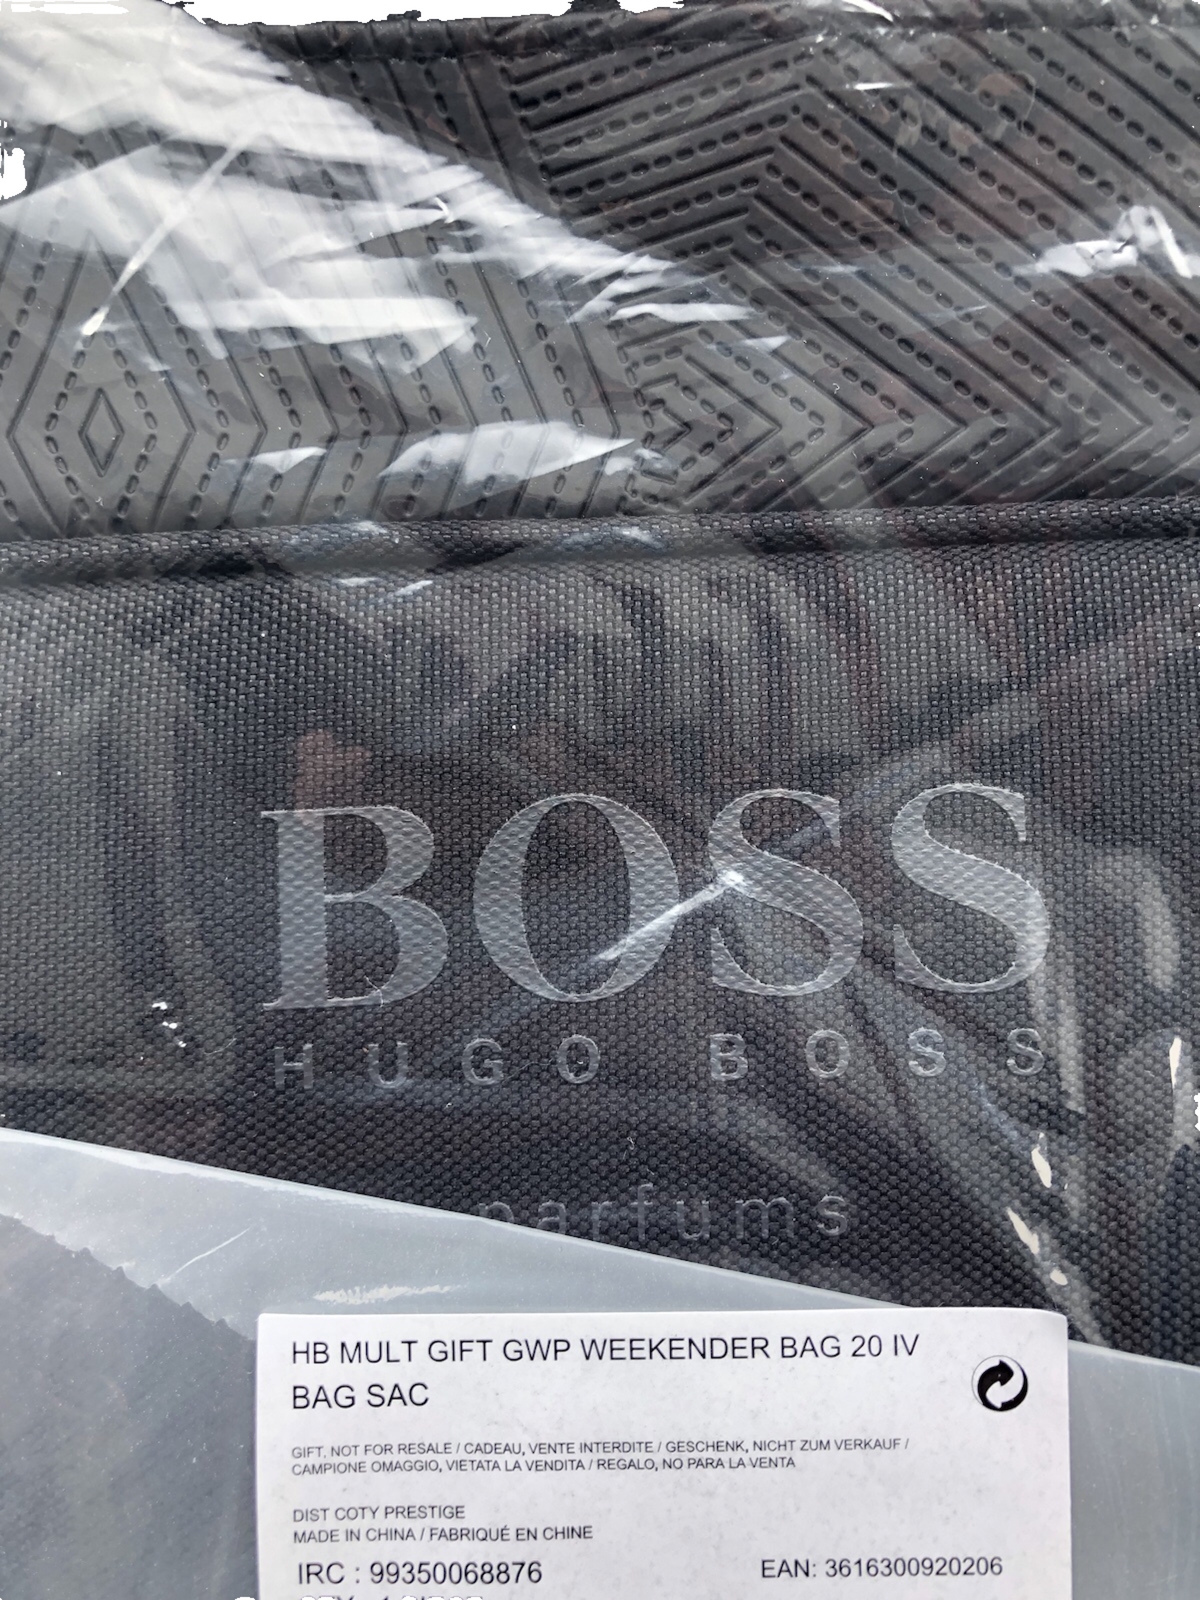 BOSS
HUGO BOSS
parfums
HB MULT GIFT GWP WEEKENDER BAG 20 IV
BAG SAC
GIFT, NOT FOR RESALE / CADEAU, VENTE INTERDITE / GESCHENK, NICHT ZUM VERKAUF /
CAMPIONE OMAGGIO, VIETATA LA VENDITA / REGALO, NO PARA LA VENTA
DIST COTY PRESTIGE
MADE IN CHINA / FABRIQUÉ EN CHINE
IRC : 99350068876 EAN: 3616300920206